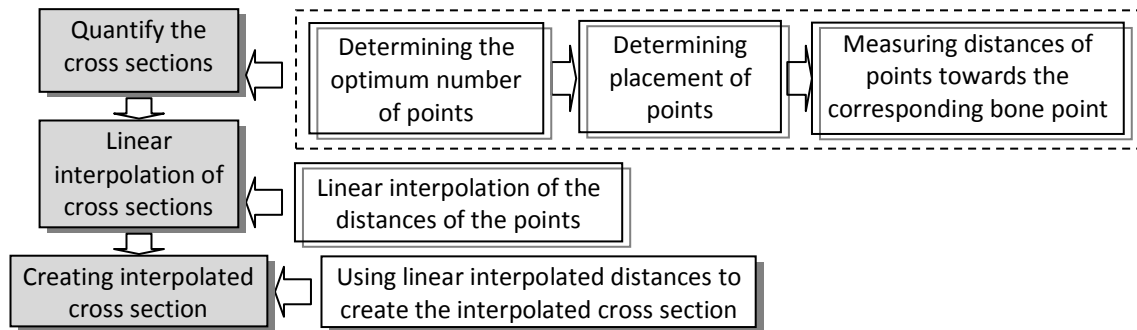 Quantify the
cross sections
Determining the
optimum number
of points
Determining
placement of
points
Measuring distances of
points towards the
corresponding bone point
Linear
interpolation of
cross sections
Linear interpolation of the
distances of the points
Creating interpolated
cross section
Using linear interpolated distances to
create the interpolated cross section